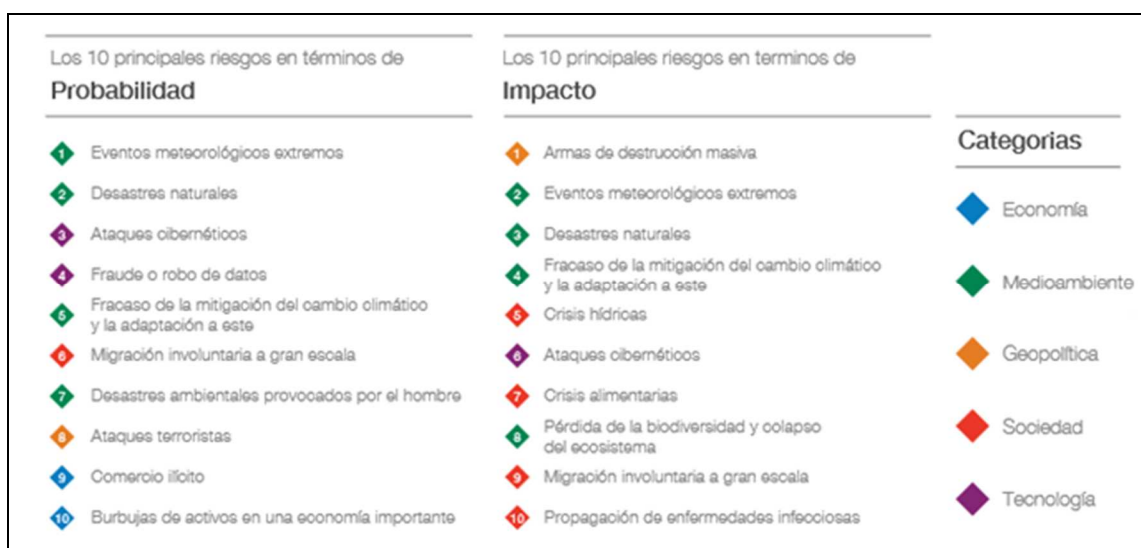 Los 10 principales riesgos en términos de
Probabilidad
1 Eventos meteorológicos extremos
2 Desastres naturales
3 Ataques cibernéticos
4 Fraude o robo de datos
5 Fracaso de la mitigación del cambio climático
y la adaptación a este
6 Migración involuntaria a gran escala
7 Desastres ambientales provocados por el hombre
8 Ataques terroristas
9 Comercio ilícito
10 Burbujas de activos en una economía importante
Los 10 principales riesgos en terminos de
Impacto
1 Armas de destrucción masiva
2 Eventos meteorológicos extremos
3 Desastres naturales
4 Fracaso de la mitigación del cambio climático
y la adaptación a este
5 Crisis hídricas
6 Ataques cibernéticos
7 Crisis alimentarias
8 Pérdida de la biodiversidad y colapso
del ecosistema
9 Migración involuntaria a gran escala
10 Propagación de enfermedades infecciosas
Categorias
Economía
Medioambiente
Geopolítica
Sociedad
Tecnología